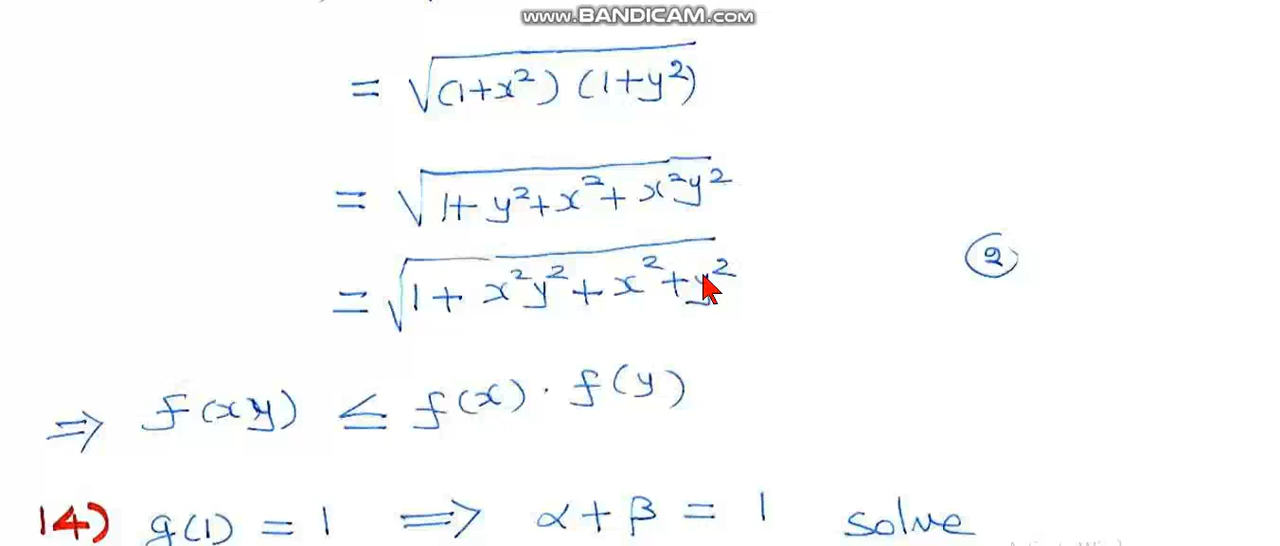 www.BANDICAM.com
= √(1+x²) (1+y²)
= √1+ y²+x²+ x²y²
= √1 + x²y² + x² + y²
2
⇒ f(xy) ≤ f(x) · f(y)
14) g(1) = 1 ⇒ α + β = 1 solve